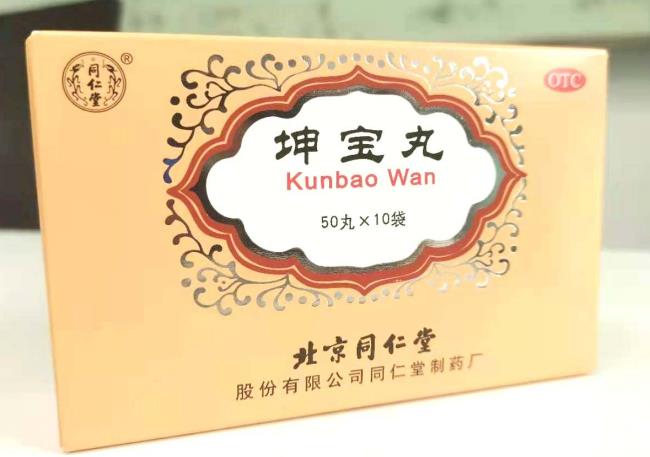 同仁堂
®
OTC
坤宝丸
Kunbao Wan
50丸×10袋
北京同仁堂
股份有限公司同仁堂制药厂